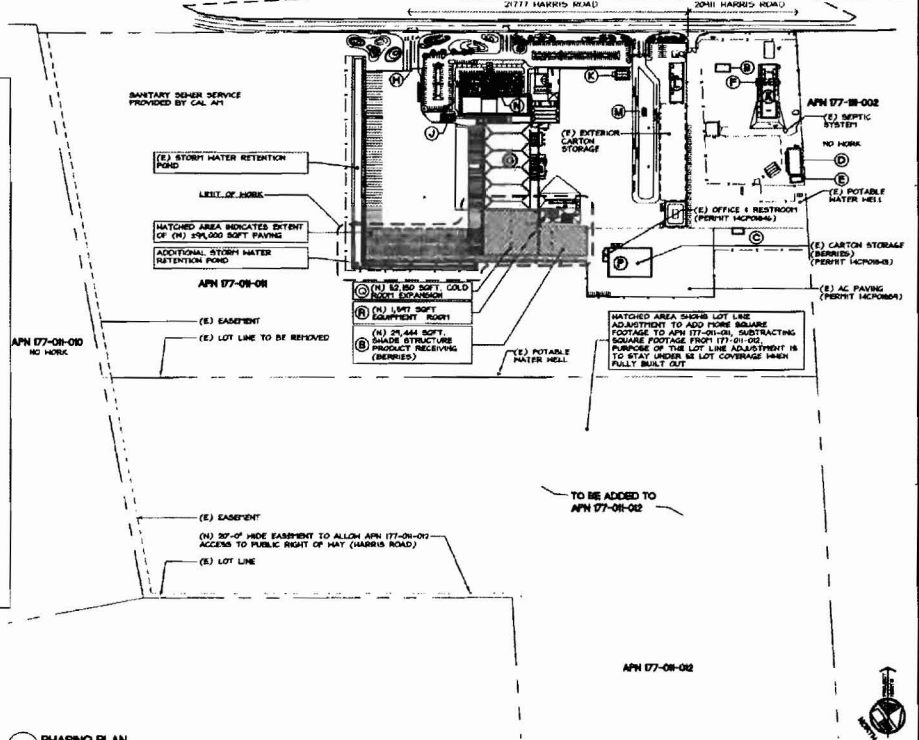 21777 HARRIS ROAD
20911 HARRIS ROAD
H
K
B
F
J
N
M
SANITARY SEWER SERVICE
PROVIDED BY CAL AM
APN 177-111-002
(E) SEPTIC
SYSTEM
NO WORK
D
E
(E) EXTERIOR
CARTON
STORAGE
(E) STORM WATER RETENTION
POND
(E) POTABLE
WATER WELL
LIMIT OF WORK
(E) OFFICE & RESTROOM
(PERMIT 14CP01846)
C
HATCHED AREA INDICATES EXTENT
OF (N) ±94,000 SQFT PAVING
(E) CARTON STORAGE
(BERRIES)
ADDITIONAL STORM WATER
RETENTION POND
P
APN 177-011-011
(E) AC PAVING
Q (N) 52,150 SQFT. COLD
ROOM EXPANSION
R (N) 1,597 SQFT
EQUIPMENT ROOM
S (N) 29,444 SQFT.
SHADE STRUCTURE
PRODUCT RECEIVING
(BERRIES)
(E) EASEMENT
HATCHED AREA SHOWS LOT LINE
ADJUSTMENT TO ADD MORE SQUARE
FOOTAGE TO APN 177-011-011, SUBTRACTING
SQUARE FOOTAGE FROM 177-011-012.
PURPOSE OF THE LOT LINE ADJUSTMENT IS
TO STAY UNDER 52 LOT COVERAGE WHEN
FULLY BUILT OUT
(E) LOT LINE TO BE REMOVED
APN 177-011-010
NO WORK
(E) POTABLE
WATER WELL
TO BE ADDED TO
APN 177-011-012
(E) EASEMENT
(N) 20'-0" WIDE EASEMENT TO ALLOW APN 177-011-012
ACCESS TO PUBLIC RIGHT OF WAY (HARRIS ROAD)
(E) LOT LINE
APN 177-011-012
NORTH
PHASING PLAN